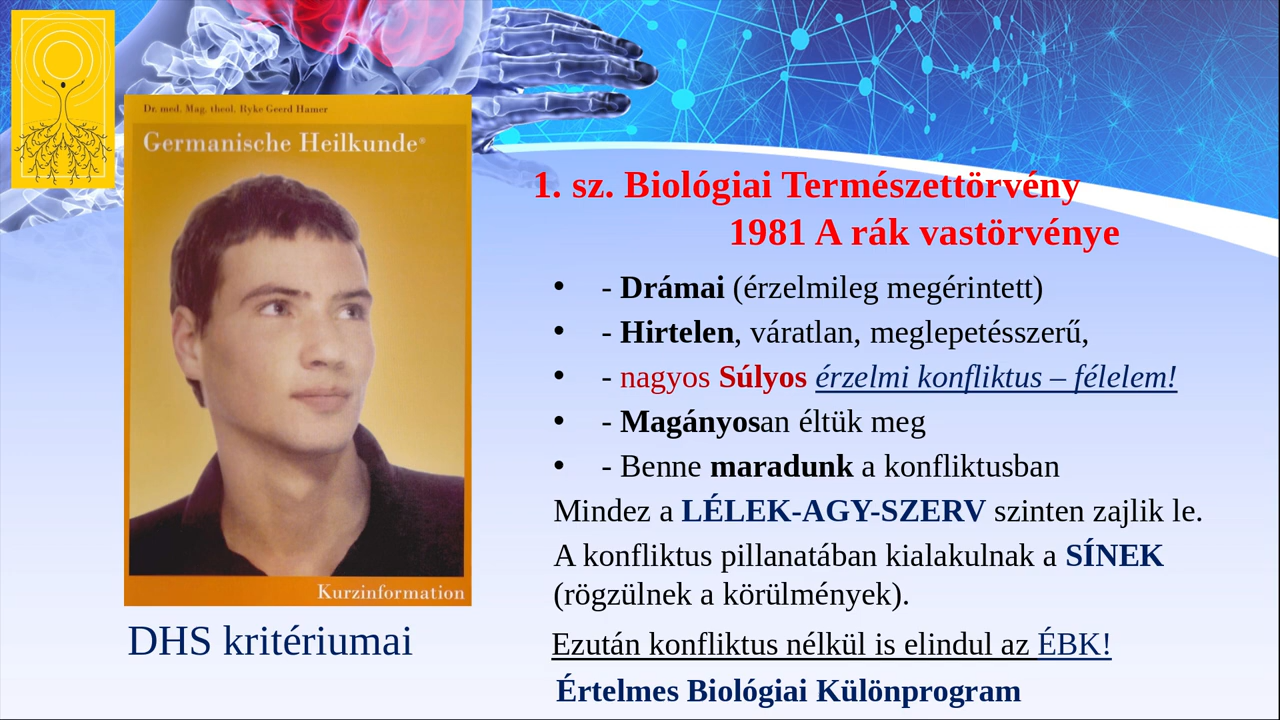 Dr. med. Mag. theol. Ryke Geerd Hamer
Germanische Heilkunde®
Kurzinformation
DHS kritériumai
1. sz. Biológiai Természettörvény
1981 A rák vastörvénye
• - Drámai (érzelmileg megérintett)
• - Hirtelen, váratlan, meglepetésszerű,
• - nagyos Súlyos érzelmi konfliktus – félelem!
• - Magányosan éltük meg
• - Benne maradunk a konfliktusban
Mindez a LÉLEK-AGY-SZERV szinten zajlik le.
A konfliktus pillanatában kialakulnak a SÍNEK
(rögzülnek a körülmények).
Ezután konfliktus nélkül is elindul az ÉBK!
Értelmes Biológiai Különprogram